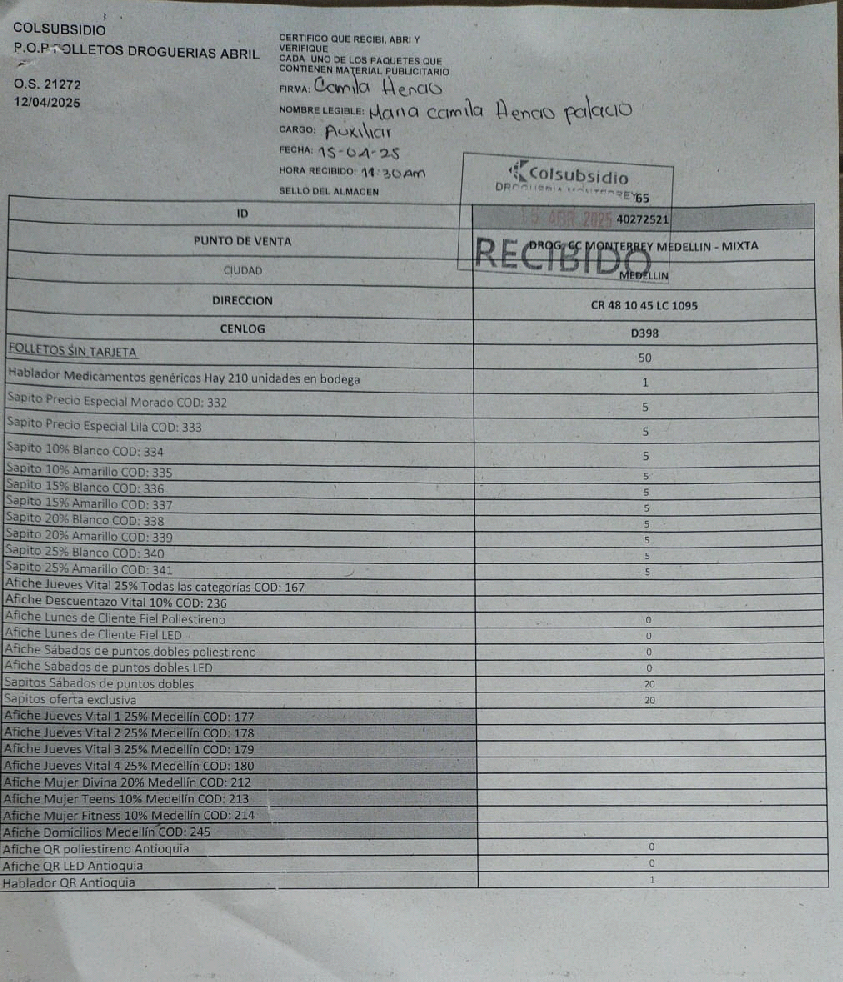 COLSUBSIDIO
P.O.P FOLLETOS DROGUERIAS ABRIL
O.S. 21272
12/04/2025
CERTIFICO QUE RECIBI, ABRI Y
VERIFIQUE
CADA UNO DE LOS PAQUETES QUE
CONTIENEN MATERIAL PUBLICITARIO
FIRMA: Camila Henao
NOMBRE LEGIBLE: Maria camila Henao palacio
CARGO: Auxiliar
FECHA: 15-04-25
HORA RECIBIDO: 11:30 AM
SELLO DEL ALMACEN
Colsubsidio
DROGUERIA MONTERREY
65
15 ABR 2025
RECIBIDO
ID 40272521
PUNTO DE VENTA DROG. CC MONTERREY MEDELLIN - MIXTA
CIUDAD MEDELLIN
DIRECCION CR 48 10 45 LC 1095
CENLOG D398
FOLLETOS SIN TARJETA 50
Hablador Medicamentos genéricos Hay 210 unidades en bodega 1
Sapito Precio Especial Morado COD: 332 5
Sapito Precio Especial Lila COD: 333 5
Sapito 10% Blanco COD: 334 5
Sapito 10% Amarillo COD: 335 5
Sapito 15% Blanco COD: 336 5
Sapito 15% Amarillo COD: 337 5
Sapito 20% Blanco COD: 338 5
Sapito 20% Amarillo COD: 339 5
Sapito 25% Blanco COD: 340 5
Sapito 25% Amarillo COD: 341 5
Afiche Jueves Vital 25% Todas las categorías COD: 167
Afiche Descuentazo Vital 10% COD: 236
Afiche Lunes de Cliente Fiel Poliestireno 0
Afiche Lunes de Cliente Fiel LED 0
Afiche Sábados de puntos dobles poliestireno 0
Afiche Sabados de puntos dobles LED 0
Sapitos Sábados de puntos dobles 20
Sapitos oferta exclusiva 20
Afiche Jueves Vital 1 25% Medellín COD: 177
Afiche Jueves Vital 2 25% Medellín COD: 178
Afiche Jueves Vital 3 25% Medellín COD: 179
Afiche Jueves Vital 4 25% Medellín COD: 180
Afiche Mujer Divina 20% Medellín COD: 212
Afiche Mujer Teens 10% Medellín COD: 213
Afiche Mujer Fitness 10% Medellín COD: 214
Afiche Domicilios Medellín COD: 245
Afiche QR poliestireno Antioquia 0
Afiche QR LED Antioquia 0
Hablador QR Antioquia 1